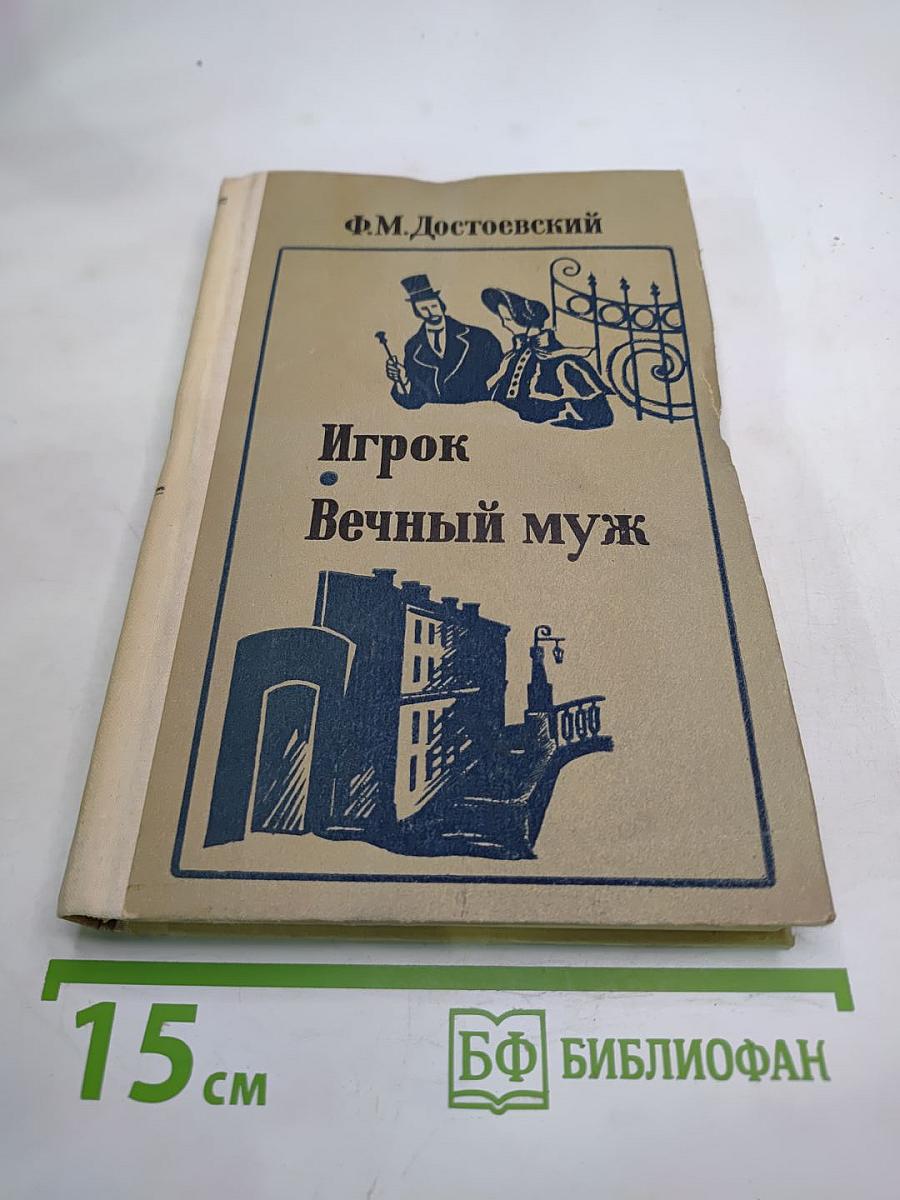 Ф.М.Достоевский
Игрок
Вечный муж
15 см
БФ БИБЛИОФАН